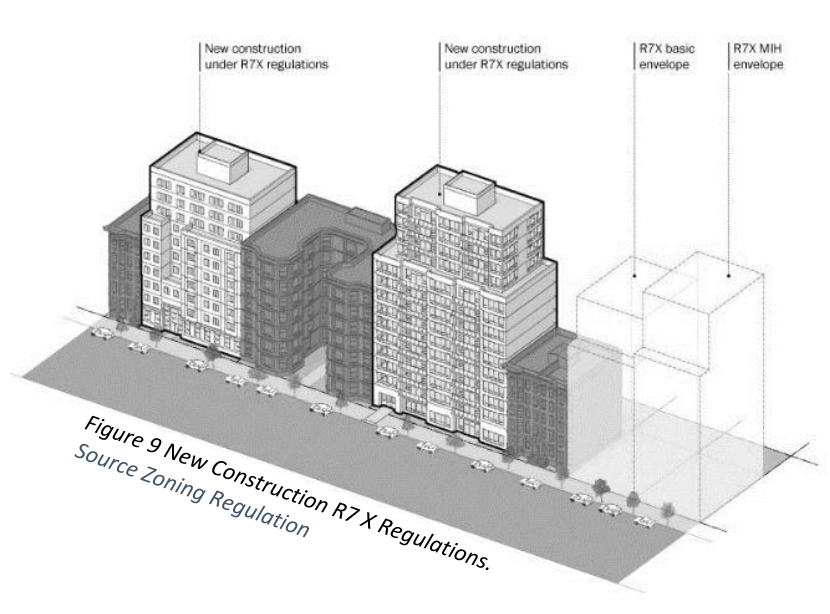 New construction
under R7X regulations
New construction
under R7X regulations
R7X basic
envelope
R7X MIH
envelope
Figure 9 New Construction R7 X Regulations.
Source Zoning Regulation